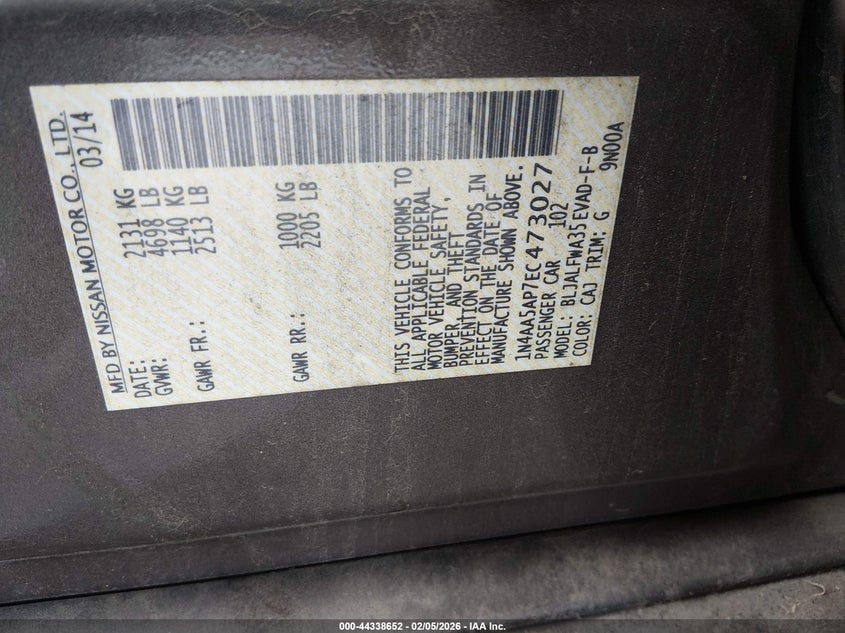 MFD BY NISSAN MOTOR CO., LTD.
DATE: 03/14
GVWR: 2131 KG
4698 LB
GAWR FR.: 1140 KG
2513 LB
GAWR RR.: 1000 KG
2205 LB
THIS VEHICLE CONFORMS TO
ALL APPLICABLE FEDERAL
MOTOR VEHICLE SAFETY,
BUMPER, AND THEFT
PREVENTION STANDARDS IN
EFFECT ON THE DATE OF
MANUFACTURE SHOWN ABOVE.
1N4AA5AP7EC473027
PASSENGER CAR 102
MODEL: BLJALFWA35EVAD-F-B
COLOR: CAJ TRIM: G 9N00A
000-44338652 - 02/05/2026 - IAA Inc.